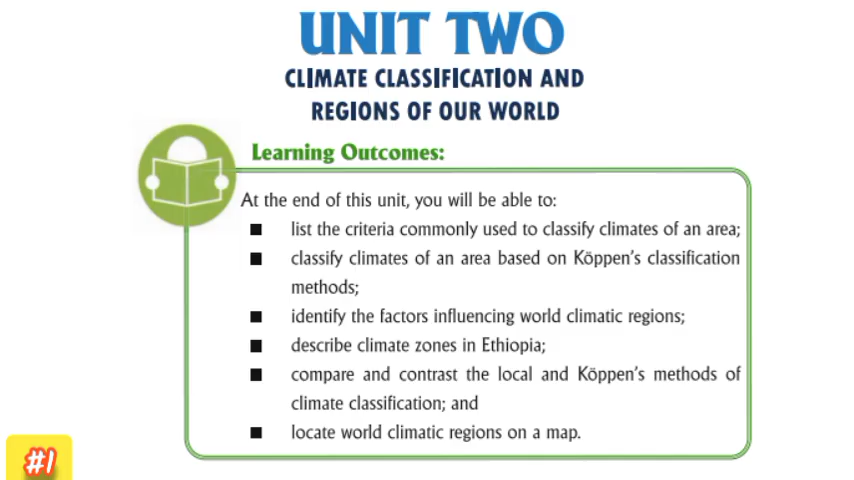 UNIT TWO
CLIMATE CLASSIFICATION AND
REGIONS OF OUR WORLD
Learning Outcomes:
At the end of this unit, you will be able to:
■ list the criteria commonly used to classify climates of an area;
■ classify climates of an area based on Köppen's classification
methods;
■ identify the factors influencing world climatic regions;
■ describe climate zones in Ethiopia;
■ compare and contrast the local and Köppen's methods of
climate classification; and
■ locate world climatic regions on a map.
#1